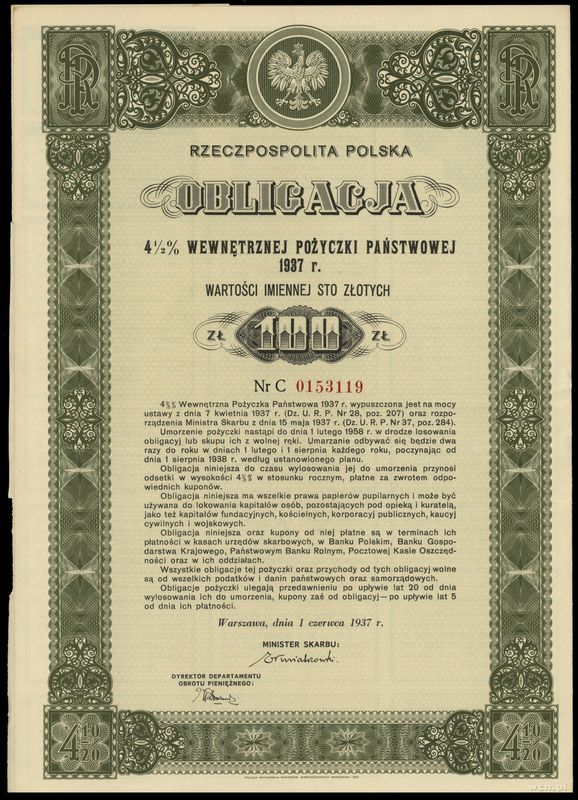 RP
RP
RZECZPOSPOLITA POLSKA
OBLIGACJA
4½% WEWNĘTRZNEJ POŻYCZKI PAŃSTWOWEJ
1937 r.
WARTOŚCI IMIENNEJ STO ZŁOTYCH
ZŁ 100 ZŁ
Nr C 0153119
4½% Wewnętrzna Pożyczka Państwowa 1937 r. wypuszczona jest na mocy
ustawy z dnia 7 kwietnia 1937 r. (Dz. U. R. P. Nr 28, poz. 207) oraz rozpo-
rządzenia Ministra Skarbu z dnia 15 maja 1937 r. (Dz. U. R. P. Nr 37, poz. 284).
Umorzenie pożyczki nastąpi do dnia 1 lutego 1958 r. w drodze losowania
obligacyj lub skupu ich z wolnej ręki. Umarzanie odbywać się będzie dwa
razy do roku w dniach 1 lutego i 1 sierpnia każdego roku, poczynając od
dnia 1 sierpnia 1938 r. według ustanowionego planu.
Obligacja niniejsza do czasu wylosowania jej do umorzenia przynosi
odsetki w wysokości 4½% w stosunku rocznym, płatne za zwrotem odpo-
wiednich kuponów.
Obligacja niniejsza ma wszelkie prawa papierów pupilarnych i może być
używana do lokowania kapitałów osób, pozostających pod opieką i kuratelą,
jako też kapitałów fundacyjnych, kościelnych, korporacyj publicznych, kaucyj
cywilnych i wojskowych.
Obligacja niniejsza oraz kupony od niej płatne są w terminach ich
płatności w kasach urzędów skarbowych, w Banku Polskim, Banku Gospo-
darstwa Krajowego, Państwowym Banku Rolnym, Pocztowej Kasie Oszczęd-
ności oraz w ich oddziałach.
Wszystkie obligacje tej pożyczki oraz przychody od tych obligacyj wolne
są od wszelkich podatków i danin państwowych oraz samorządowych.
Obligacje pożyczki ulegają przedawnieniu po upływie lat 20 od dnia
wylosowania ich do umorzenia, kupony zaś od obligacyj—po upływie lat 5
od dnia ich płatności.
Warszawa, dnia 1 czerwca 1937 r.
MINISTER SKARBU:
DYREKTOR DEPARTAMENTU
OBROTU PIENIĘŻNEGO:
4 10/20
4 10/20
wcn.pl